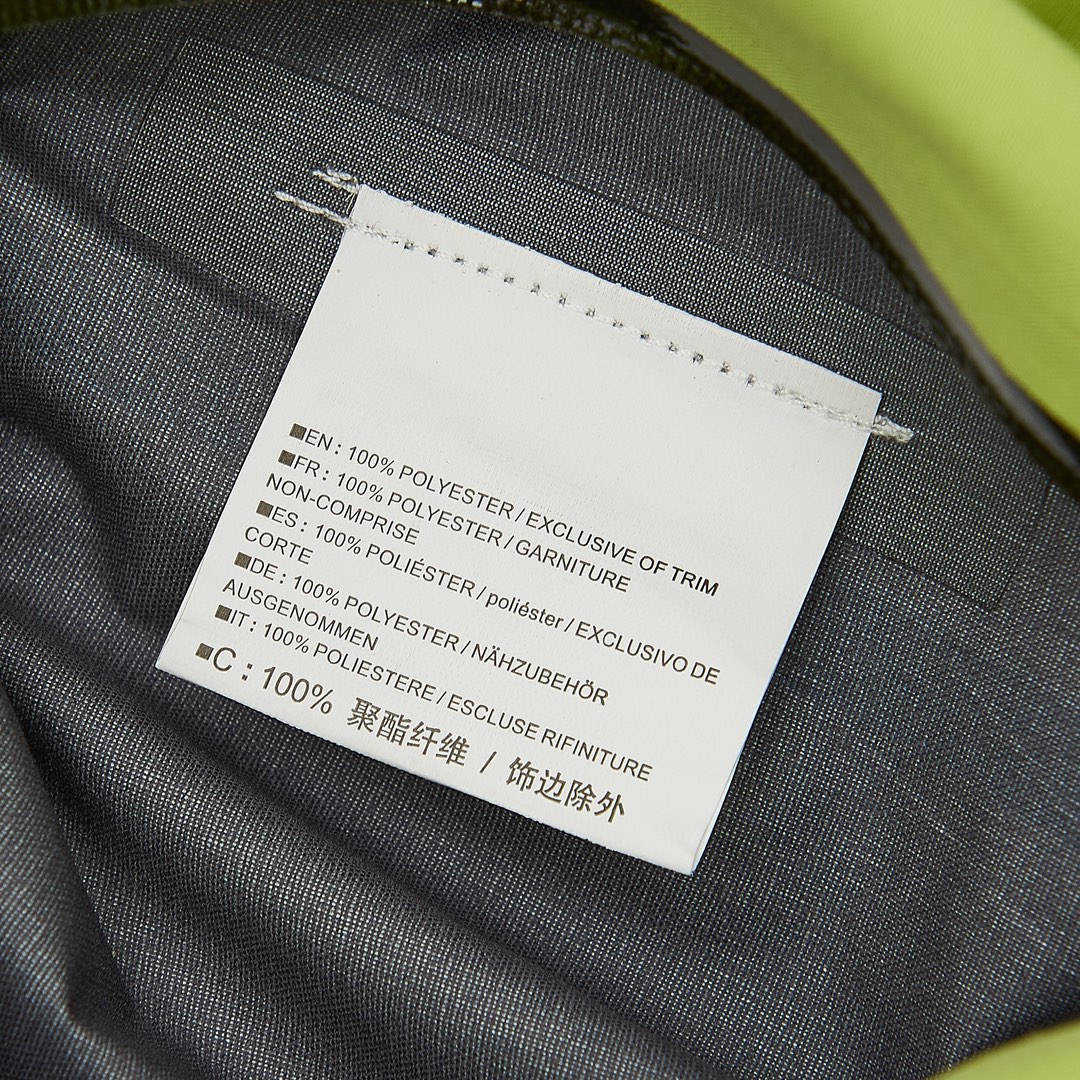 ■EN: 100% POLYESTER / EXCLUSIVE OF TRIM
■FR: 100% POLYESTER / GARNITURE
NON-COMPRISE
■ES: 100% POLIÉSTER / poliéster / EXCLUSIVO DE
CORTE
■DE: 100% POLYESTER / NÄHZUBEHÖR
AUSGENOMMEN
■IT: 100% POLIESTERE / ESCLUSE RIFINITURE
■C: 100% 聚酯纤维 / 饰边除外